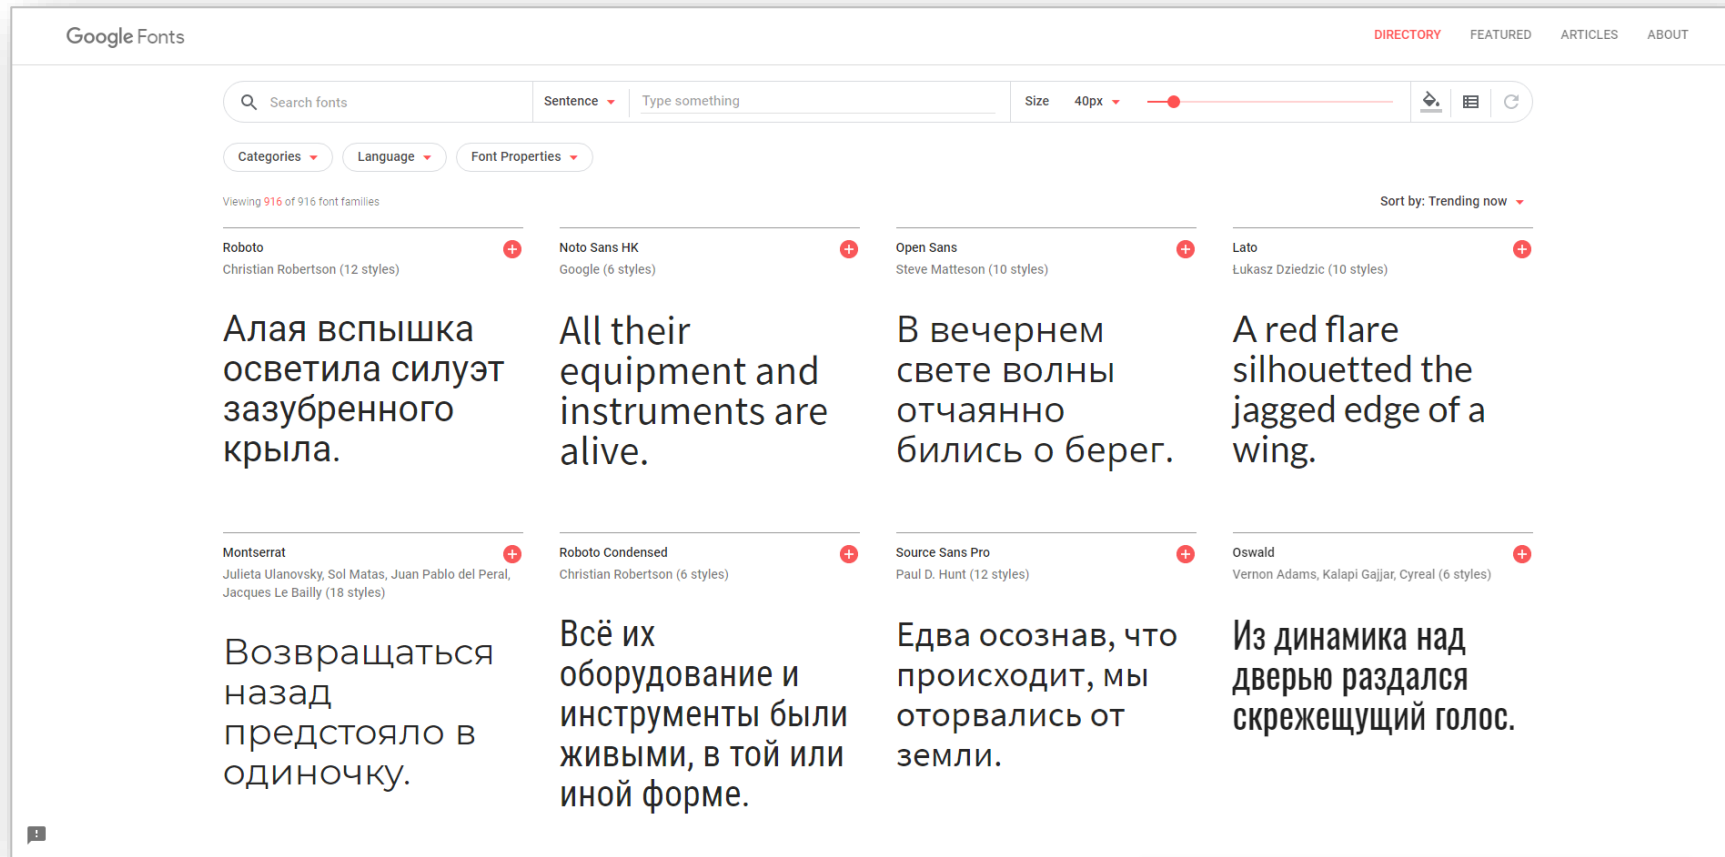 Google Fonts
DIRECTORY
FEATURED
ARTICLES
ABOUT
Search fonts
Sentence
Type something
Size
40px
Categories
Language
Font Properties
Viewing 916 of 916 font families
Sort by: Trending now
Roboto
Christian Robertson (12 styles)
Алая вспышка
осветила силуэт
зазубренного
крыла.
Noto Sans HK
Google (6 styles)
All their
equipment and
instruments are
alive.
Open Sans
Steve Matteson (10 styles)
В вечернем
свете волны
отчаянно
бились о берег.
Lato
Łukasz Dziedzic (10 styles)
A red flare
silhouetted the
jagged edge of a
wing.
Montserrat
Julieta Ulanovsky, Sol Matas, Juan Pablo del Peral,
Jacques Le Bailly (18 styles)
Возвращаться
назад
предстояло в
одиночку.
Roboto Condensed
Christian Robertson (6 styles)
Всё их
оборудование и
инструменты были
живыми, в той или
иной форме.
Source Sans Pro
Paul D. Hunt (12 styles)
Едва осознав, что
происходит, мы
оторвались от
земли.
Oswald
Vernon Adams, Kalapi Gajjar, Cyreal (6 styles)
Из динамика над
дверью раздался
скрежещущий голос.